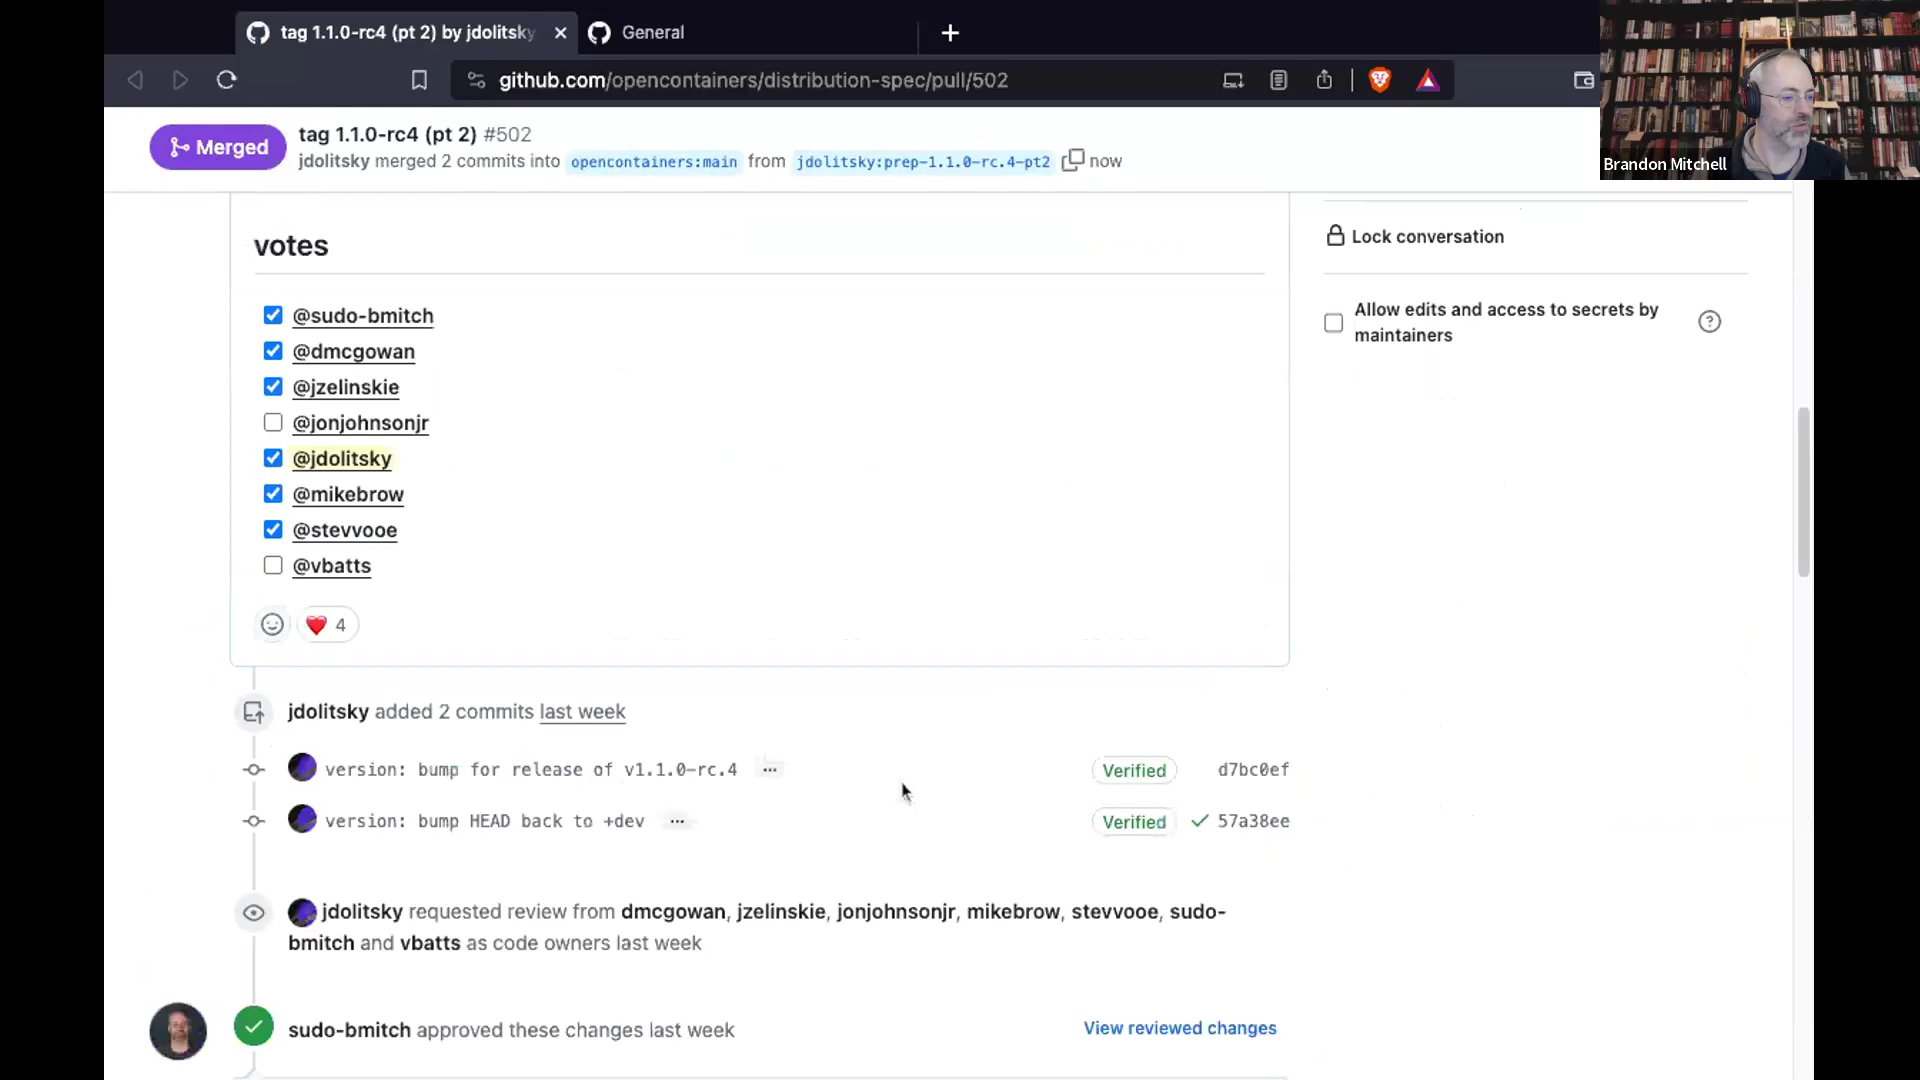 tag 1.1.0-rc4 (pt 2) by jdolitsky
General
github.com/opencontainers/distribution-spec/pull/502
Brandon Mitchell
Merged
tag 1.1.0-rc4 (pt 2) #502
jdolitsky merged 2 commits into opencontainers:main from jdolitsky:prep-1.1.0-rc.4-pt2 now
votes
@sudo-bmitch
@dmcgowan
@jzelinskie
@jonjohnsonjr
@jdolitsky
@mikebrow
@stevvooe
@vbatts
❤️ 4
Lock conversation
Allow edits and access to secrets by
maintainers
jdolitsky added 2 commits last week
version: bump for release of v1.1.0-rc.4 ... Verified d7bc0ef
version: bump HEAD back to +dev ... Verified 57a38ee
jdolitsky requested review from dmcgowan, jzelinskie, jonjohnsonjr, mikebrow, stevvooe, sudo-
bmitch and vbatts as code owners last week
sudo-bmitch approved these changes last week
View reviewed changes